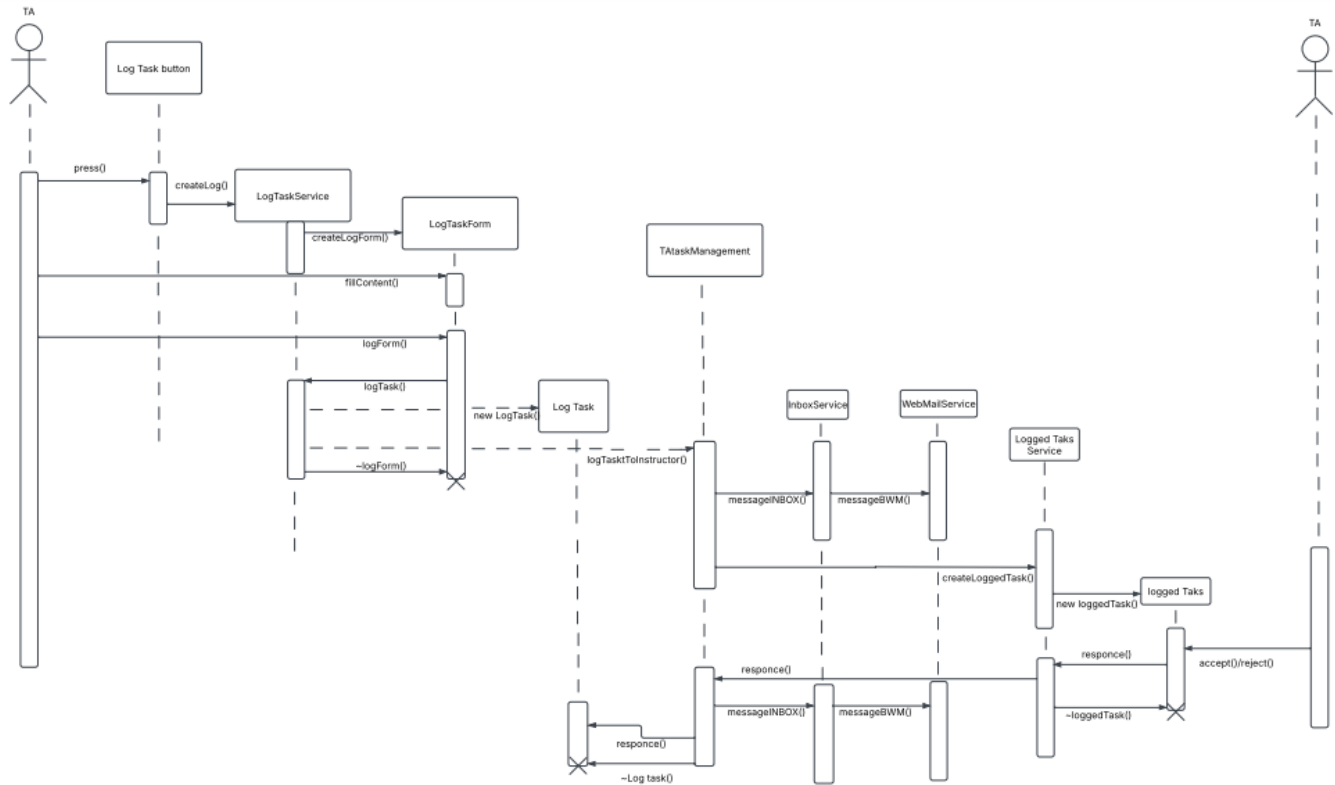 TA
TA
Log Task button
press()
createLog()
LogTaskService
LogTaskForm
createLogForm()
TAtaskManagement
fillContent()
logForm()
logTask()
new LogTask()
Log Task
InboxService
WebMailService
Logged Taks
Service
logTasktToInstructor()
~logForm()
messageINBOX()
messageBWM()
createLoggedTask()
new loggedTask()
logged Taks
responce()
accept()/reject()
responce()
messageINBOX()
messageBWM()
~loggedTask()
responce()
~Log task()